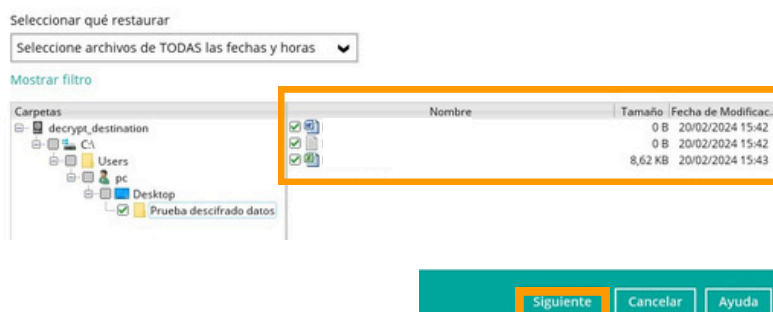 Seleccionar qué restaurar
Seleccione archivos de TODAS las fechas y horas
Mostrar filtro
Carpetas
decrypt_destination
C:\
Users
pc
Desktop
Prueba descifrado datos
Nombre Tamaño Fecha de Modificac...
0 B 20/02/2024 15:42
0 B 20/02/2024 15:42
8,62 KB 20/02/2024 15:43
Siguiente Cancelar Ayuda